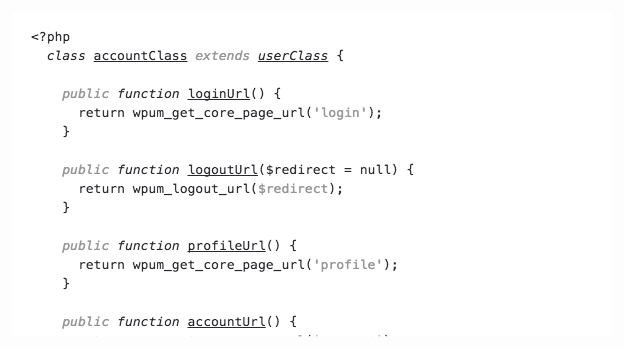 <?php
class accountClass extends userClass {
public function loginUrl() {
return wpum_get_core_page_url('login');
}
public function logoutUrl($redirect = null) {
return wpum_logout_url($redirect);
}
public function profileUrl() {
return wpum_get_core_page_url('profile');
}
public function accountUrl() {